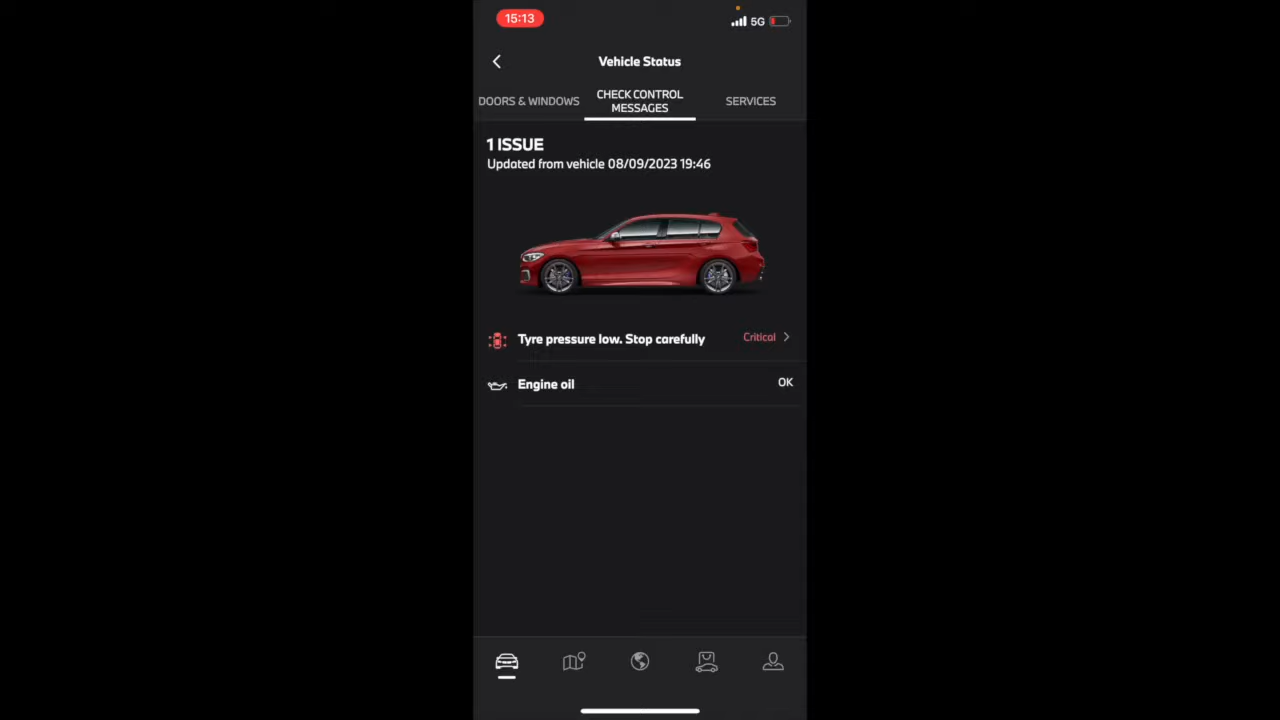 15:13
5G
Vehicle Status
DOORS & WINDOWS
CHECK CONTROL
MESSAGES
SERVICES
1 ISSUE
Updated from vehicle 08/09/2023 19:46
Tyre pressure low. Stop carefully
Critical
Engine oil
OK